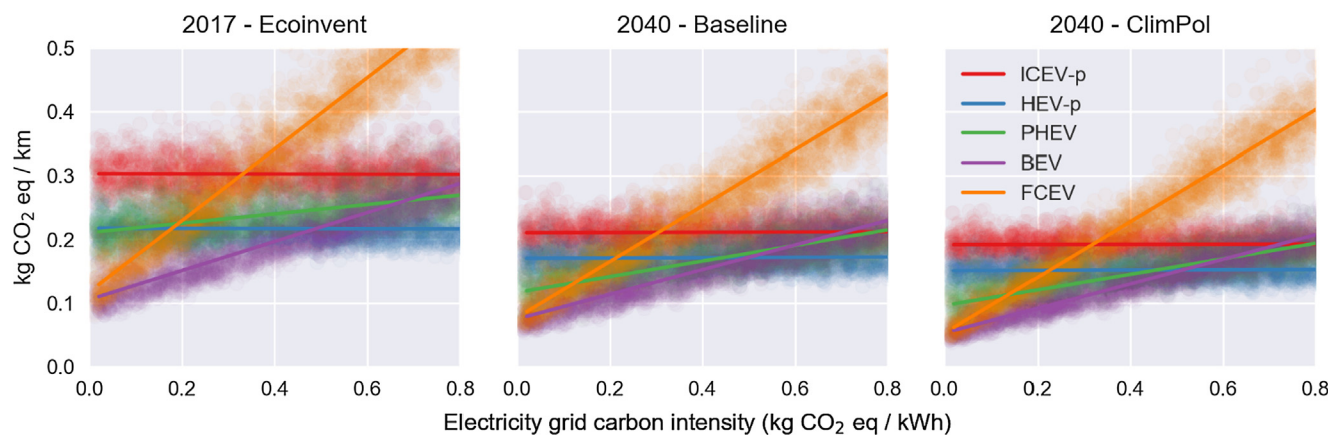 2017 - Ecoinvent
2040 - Baseline
2040 - ClimPol
kg CO₂ eq / km
0.5
0.4
0.3
0.2
0.1
0.0
ICEV-p
HEV-p
PHEV
BEV
FCEV
0.0 0.2 0.4 0.6 0.8
0.0 0.2 0.4 0.6 0.8
0.0 0.2 0.4 0.6 0.8
Electricity grid carbon intensity (kg CO₂ eq / kWh)